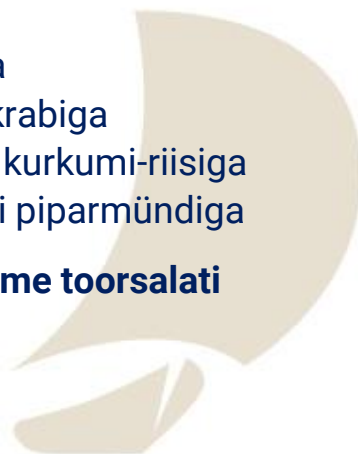 a
krabiga
kurkumi-riisiga
i piparmündiga
me toorsalati